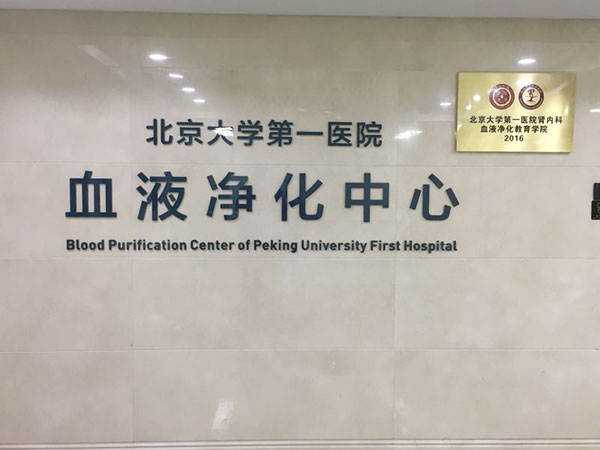 北京大学第一医院
血液净化中心
Blood Purification Center of Peking University First Hospital
北京大学第一医院肾内科
血液净化教育学院
2016